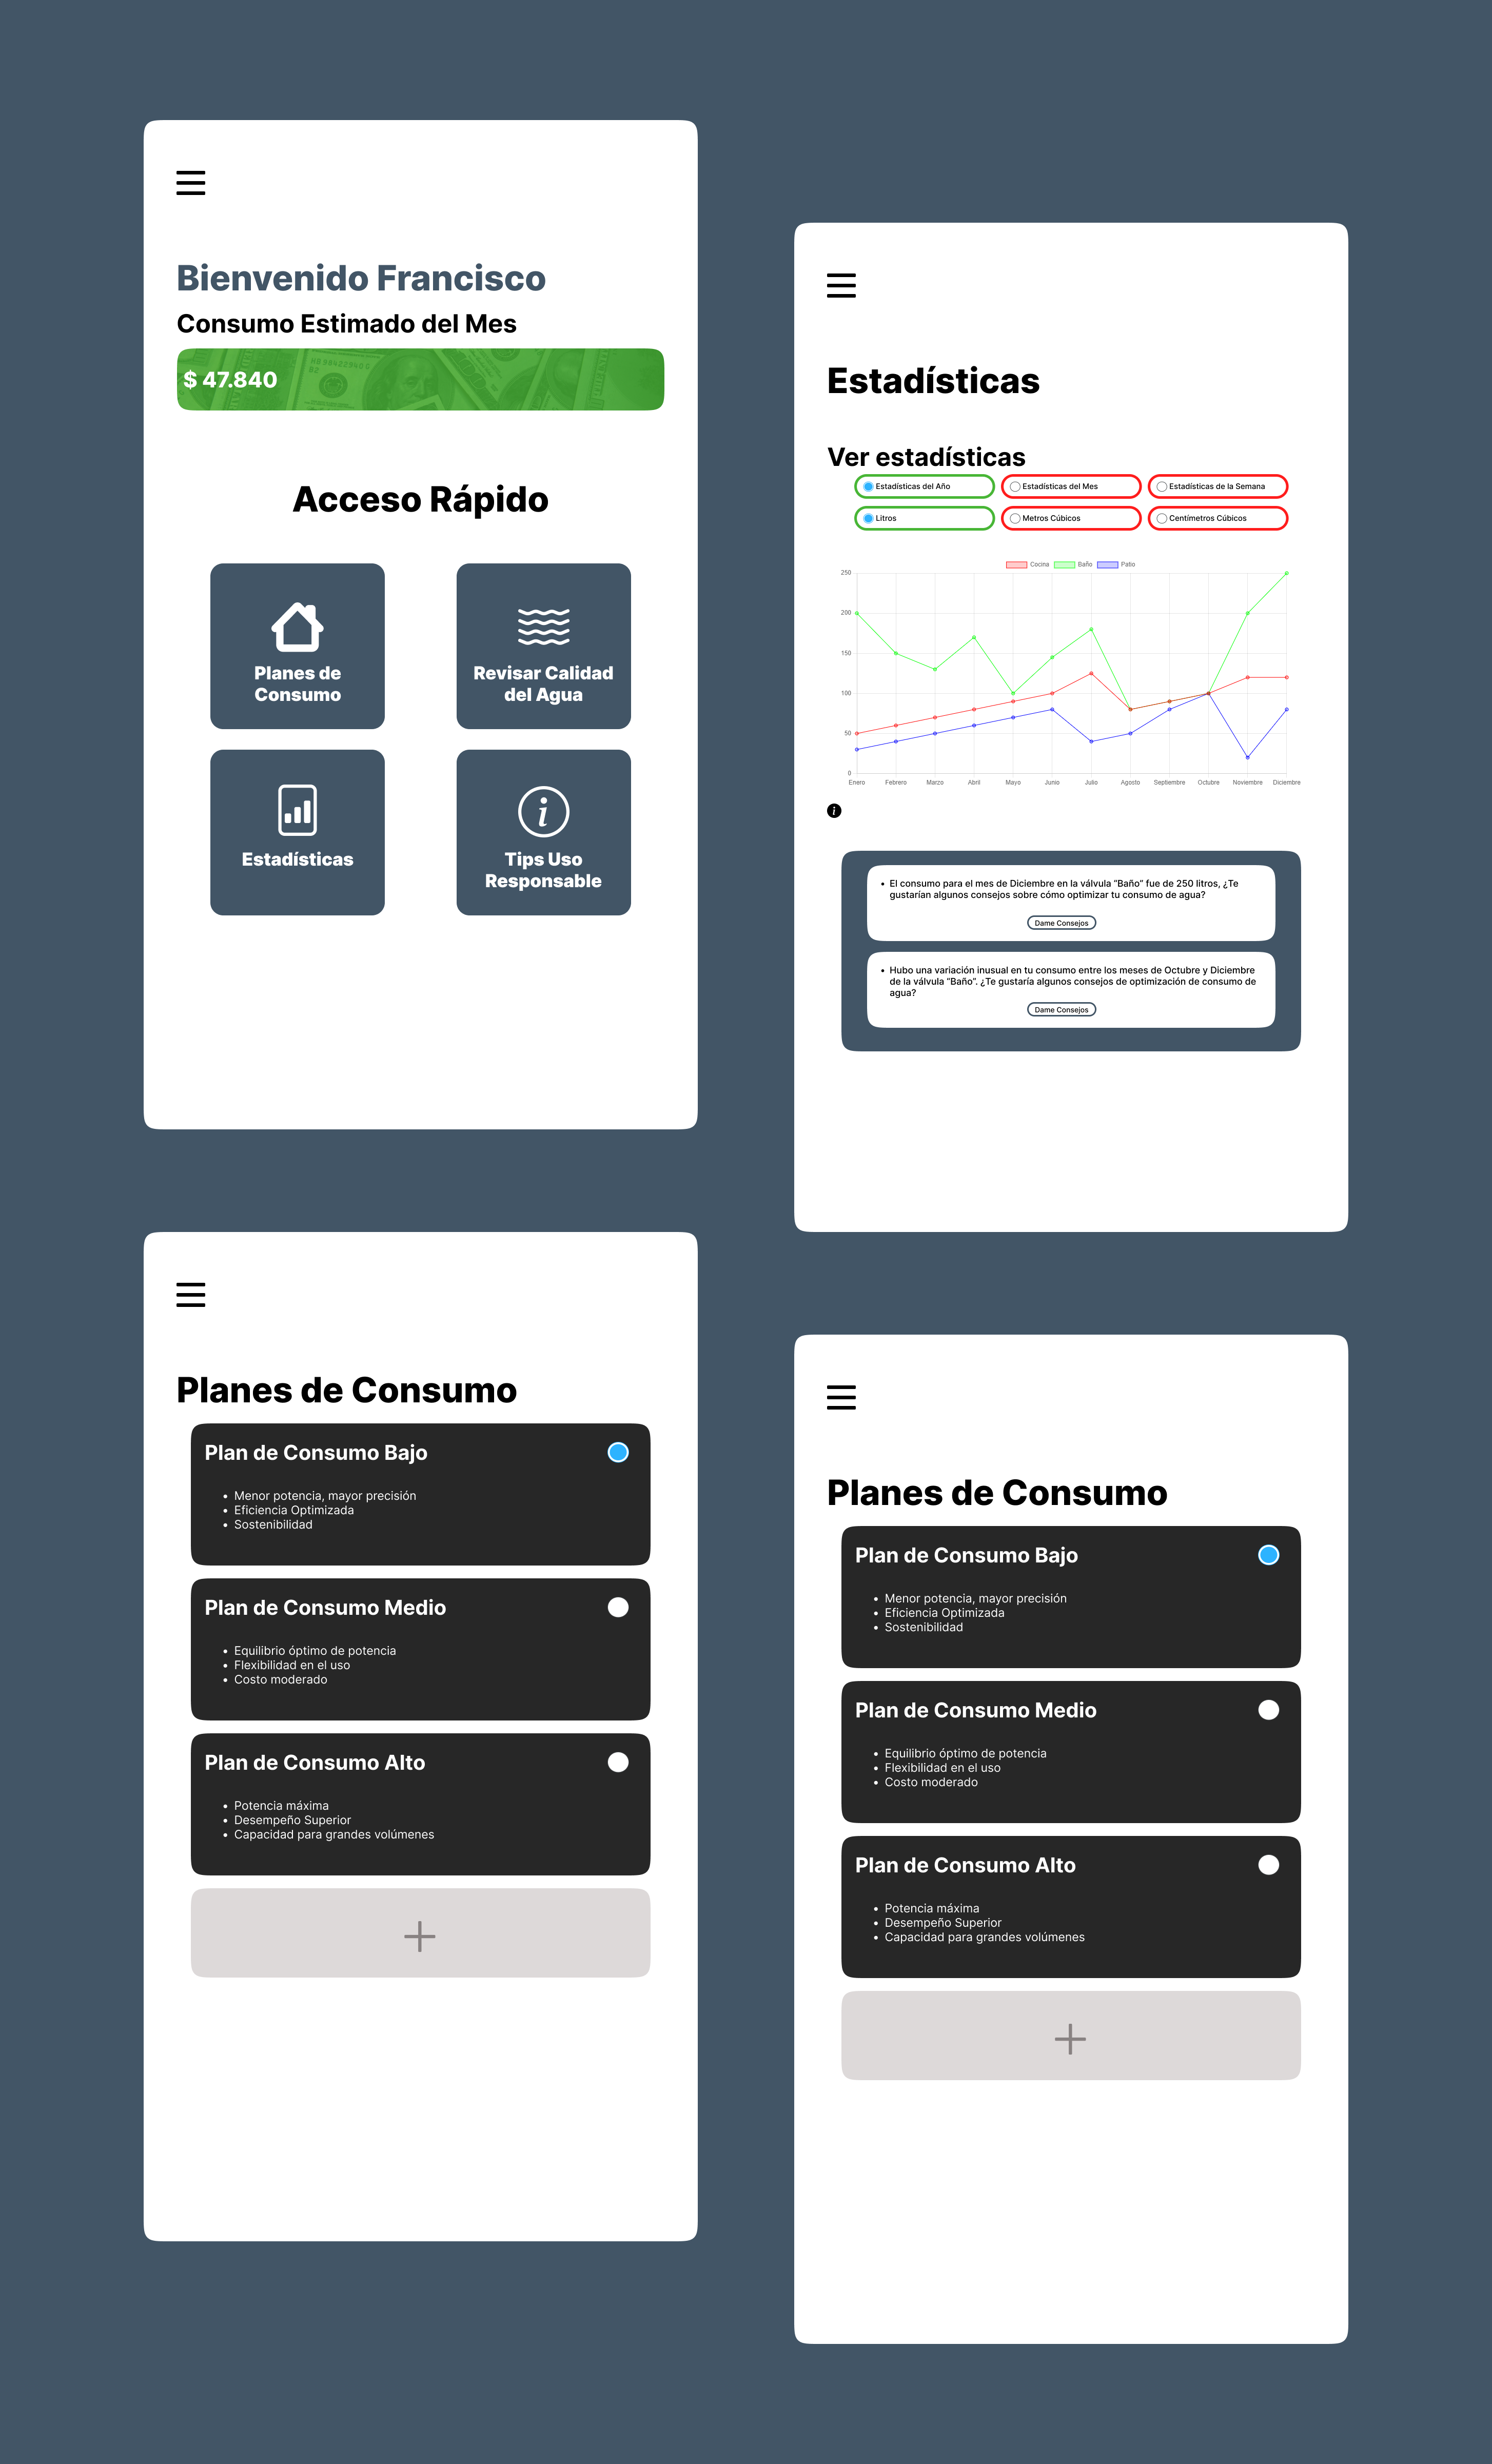 Bienvenido Francisco
Consumo Estimado del Mes
$ 47.840
Acceso Rápido
Planes de
Consumo
Revisar Calidad
del Agua
Estadísticas
Tips Uso
Responsable
Estadísticas
Ver estadísticas
Estadísticas del Año
Estadísticas del Mes
Estadísticas de la Semana
Litros
Metros Cúbicos
Centímetros Cúbicos
Cocina
Baño
Patio
250
200
150
100
50
0
Enero
Febrero
Marzo
Abril
Mayo
Junio
Julio
Agosto
Septiembre
Octubre
Noviembre
Diciembre
• El consumo para el mes de Diciembre en la válvula “Baño” fue de 250 litros, ¿Te
gustarían algunos consejos sobre cómo optimizar tu consumo de agua?
Dame Consejos
• Hubo una variación inusual en tu consumo entre los meses de Octubre y Diciembre
de la válvula “Baño”. ¿Te gustaría algunos consejos de optimización de consumo de
agua?
Dame Consejos
Planes de Consumo
Plan de Consumo Bajo
• Menor potencia, mayor precisión
• Eficiencia Optimizada
• Sostenibilidad
Plan de Consumo Medio
• Equilibrio óptimo de potencia
• Flexibilidad en el uso
• Costo moderado
Plan de Consumo Alto
• Potencia máxima
• Desempeño Superior
• Capacidad para grandes volúmenes
Planes de Consumo
Plan de Consumo Bajo
• Menor potencia, mayor precisión
• Eficiencia Optimizada
• Sostenibilidad
Plan de Consumo Medio
• Equilibrio óptimo de potencia
• Flexibilidad en el uso
• Costo moderado
Plan de Consumo Alto
• Potencia máxima
• Desempeño Superior
• Capacidad para grandes volúmenes